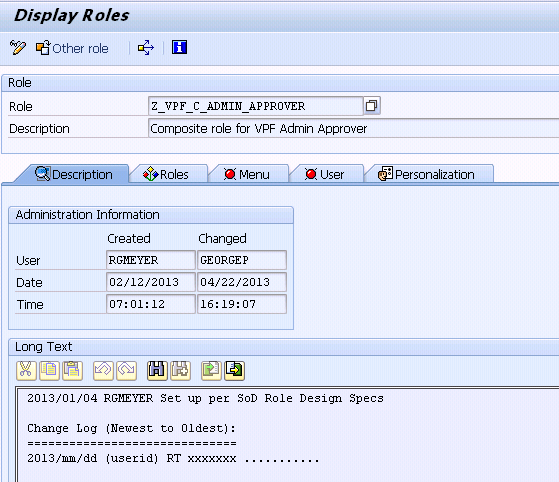 Display Roles
Other role
Role
Role Z_VPF_C_ADMIN_APPROVER
Description Composite role for VPF Admin Approver
Description Roles Menu User Personalization
Administration Information
Created Changed
User RGMEYER GEORGEP
Date 02/12/2013 04/22/2013
Time 07:01:12 16:19:07
Long Text
2013/01/04 RGMEYER Set up per SoD Role Design Specs
Change Log (Newest to Oldest):
==============================
2013/mm/dd (userid) RT xxxxxxx ...........